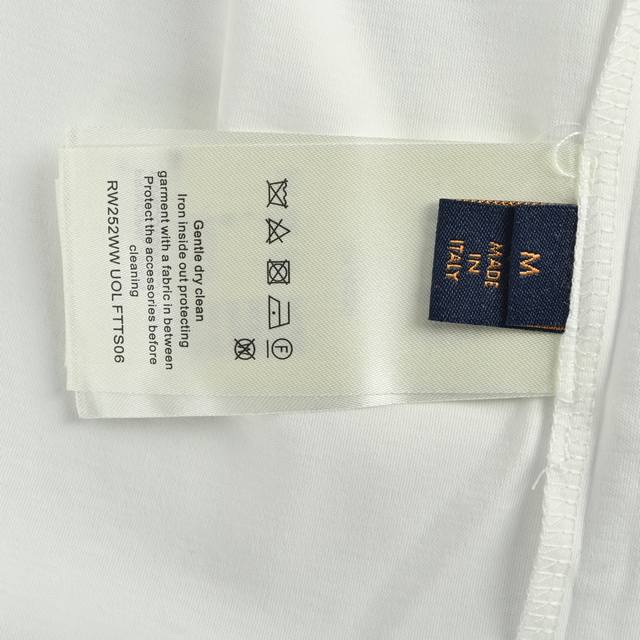 Gentle dry clean
Iron inside out protecting
garment with a fabric in between
Protect the accessories before
cleaning
RW252WW UOL FTTS06
F
M
MADE
IN
ITALY